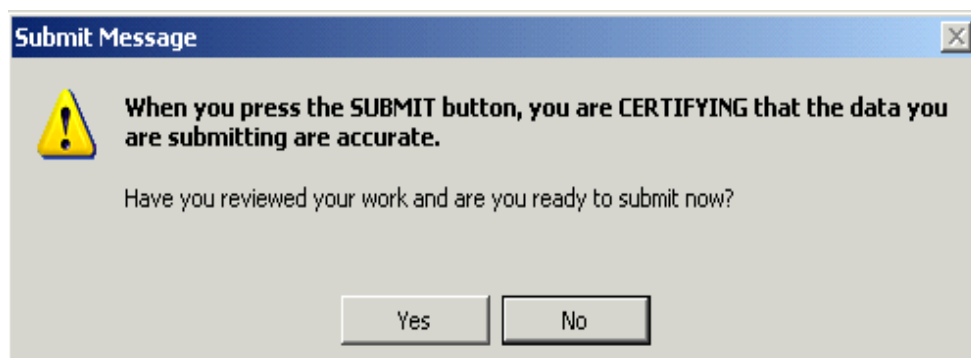 Submit Message
When you press the SUBMIT button, you are CERTIFYING that the data you
are submitting are accurate.
Have you reviewed your work and are you ready to submit now?
Yes No